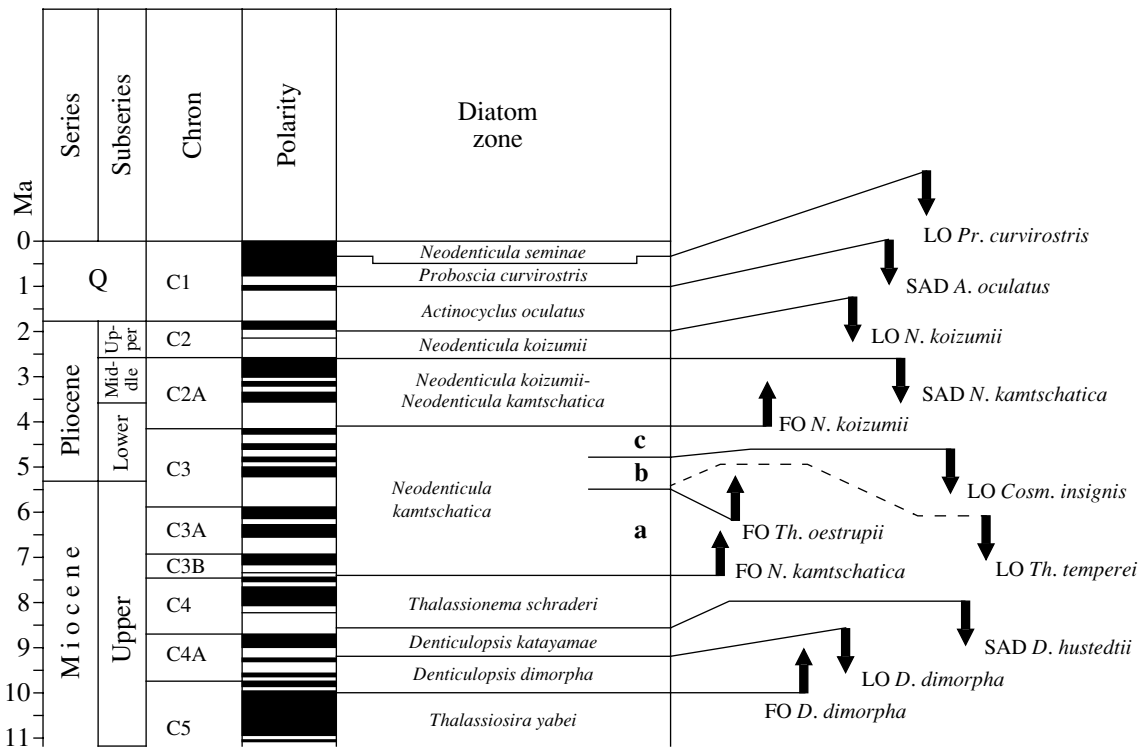 Ma
Series
Subseries
Chron
Polarity
Diatom
zone
0
1
2
3
4
5
6
7
8
9
10
11
Q
Pliocene
Miocene
Up-
per
Mid-
dle
Lower
Upper
C1
C2
C2A
C3
C3A
C3B
C4
C4A
C5
Neodenticula seminae
Proboscia curvirostris
Actinocyclus oculatus
Neodenticula koizumii
Neodenticula koizumii-
Neodenticula kamtschatica
Neodenticula
kamtschatica
c
b
a
Thalassionema schraderi
Denticulopsis katayamae
Denticulopsis dimorpha
Thalassiosira yabei
LO Pr. curvirostris
SAD A. oculatus
LO N. koizumii
SAD N. kamtschatica
FO N. koizumii
LO Cosm. insignis
FO Th. oestrupii
LO Th. temperei
FO N. kamtschatica
SAD D. hustedtii
LO D. dimorpha
FO D. dimorpha